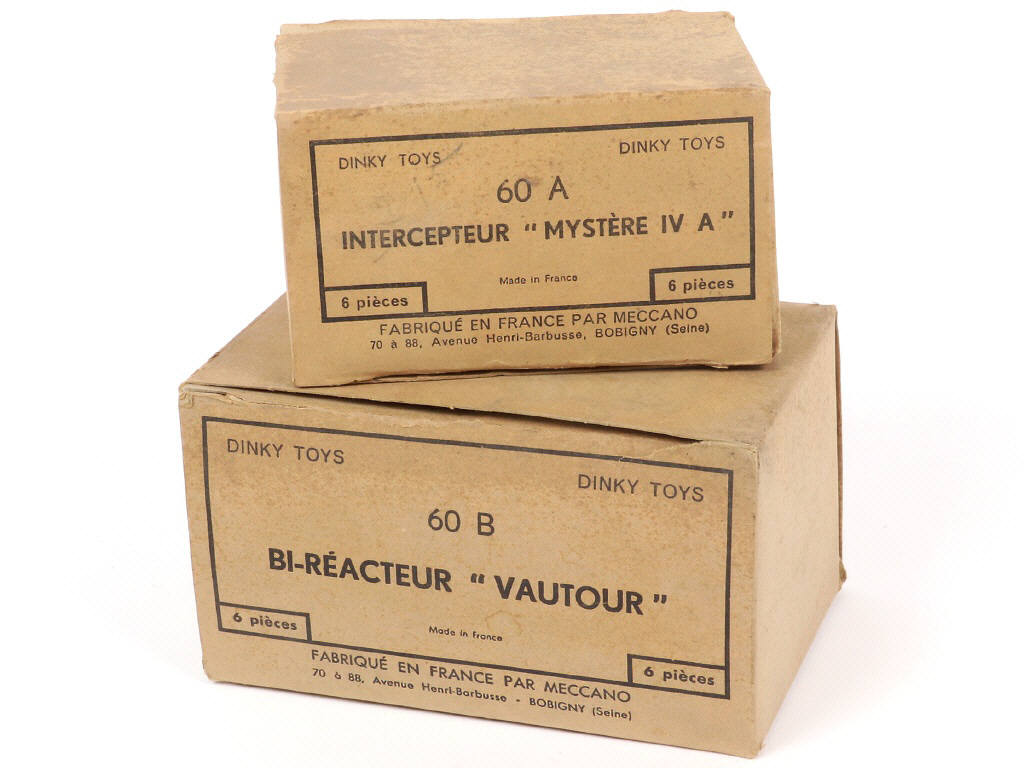 DINKY TOYS DINKY TOYS
60 A
INTERCEPTEUR " MYSTÈRE IV A "
Made in France
6 pièces 6 pièces
FABRIQUÉ EN FRANCE PAR MECCANO
70 à 88, Avenue Henri-Barbusse, BOBIGNY (Seine)
DINKY TOYS DINKY TOYS
60 B
BI-RÉACTEUR " VAUTOUR "
Made in France
6 pièces 6 pièces
FABRIQUÉ EN FRANCE PAR MECCANO
70 à 88, Avenue Henri-Barbusse - BOBIGNY (Seine)